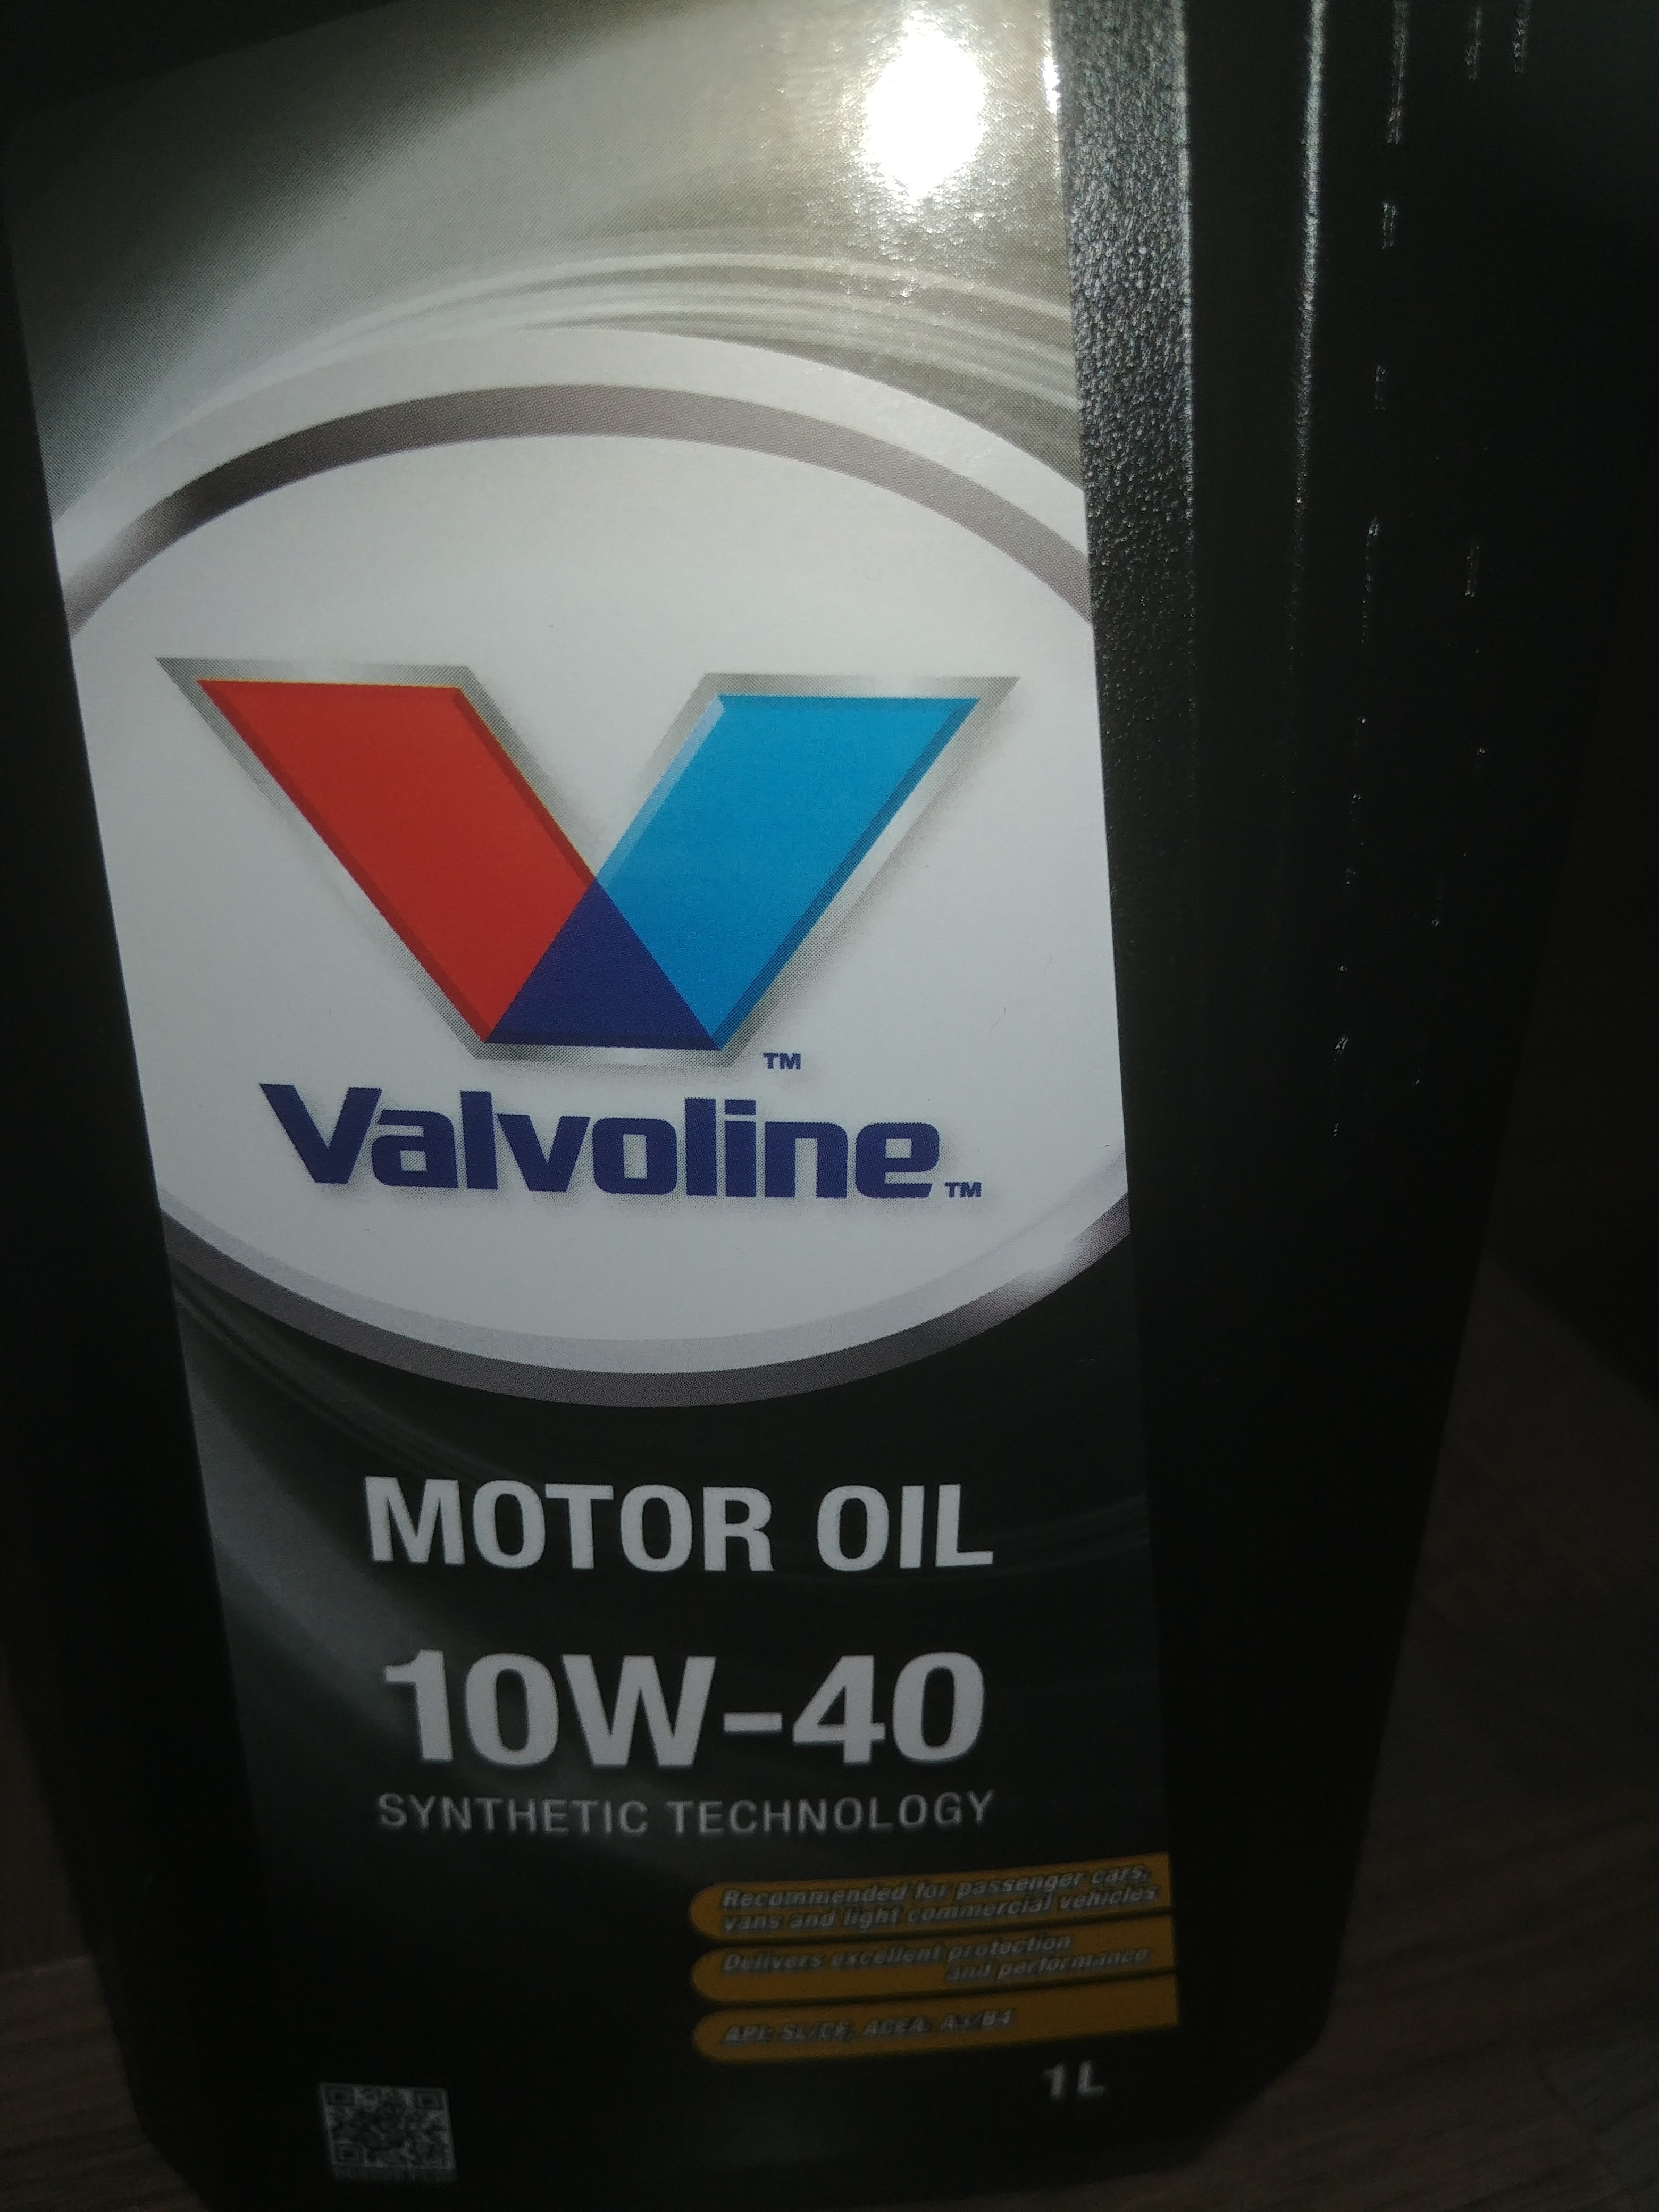 TM
Valvoline TM
MOTOR OIL
10W-40
SYNTHETIC TECHNOLOGY
Recommended for passenger cars,
vans and light commercial vehicles
Delivers excellent protection
and performance
API: SL/CF, ACEA: A3/B4
1 L